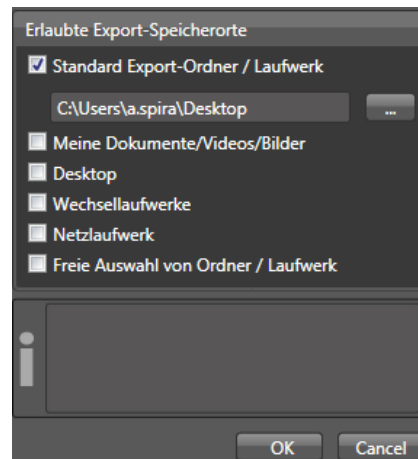 Erlaubte Export-Speicherorte
Standard Export-Ordner / Laufwerk
C:\Users\a.spira\Desktop
...
Meine Dokumente/Videos/Bilder
Desktop
Wechsellaufwerke
Netzlaufwerk
Freie Auswahl von Ordner / Laufwerk
OK
Cancel